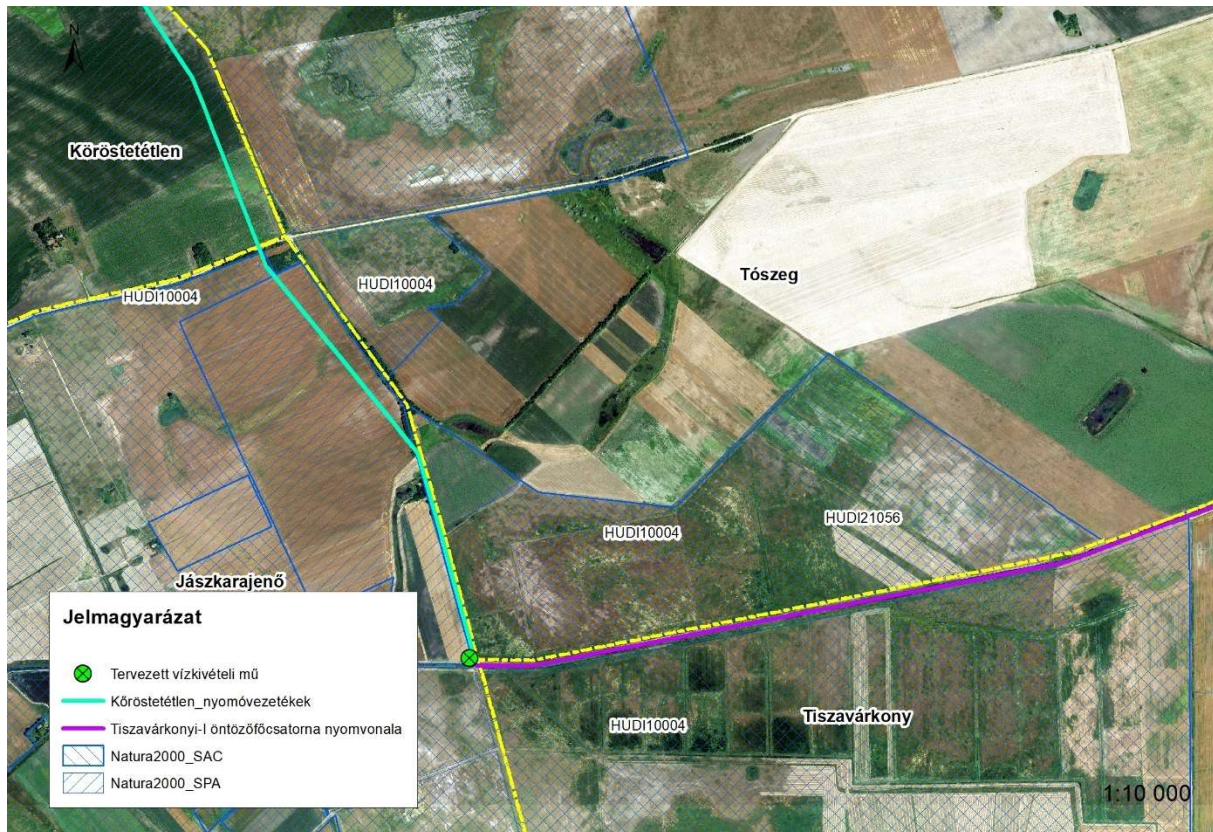 N
Köröstetétlen
Tószeg
HUDI10004
HUDI10004
HUDI21056
HUDI10004
Jászkarajenő
HUDI10004
Tiszavárkony
1:10 000
Jelmagyarázat
Tervezett vízkivételi mű
Kőröstetétlen_nyomóvezetékek
Tiszavárkonyi-I öntözőfőcsatorna nyomvonala
Natura2000_SAC
Natura2000_SPA